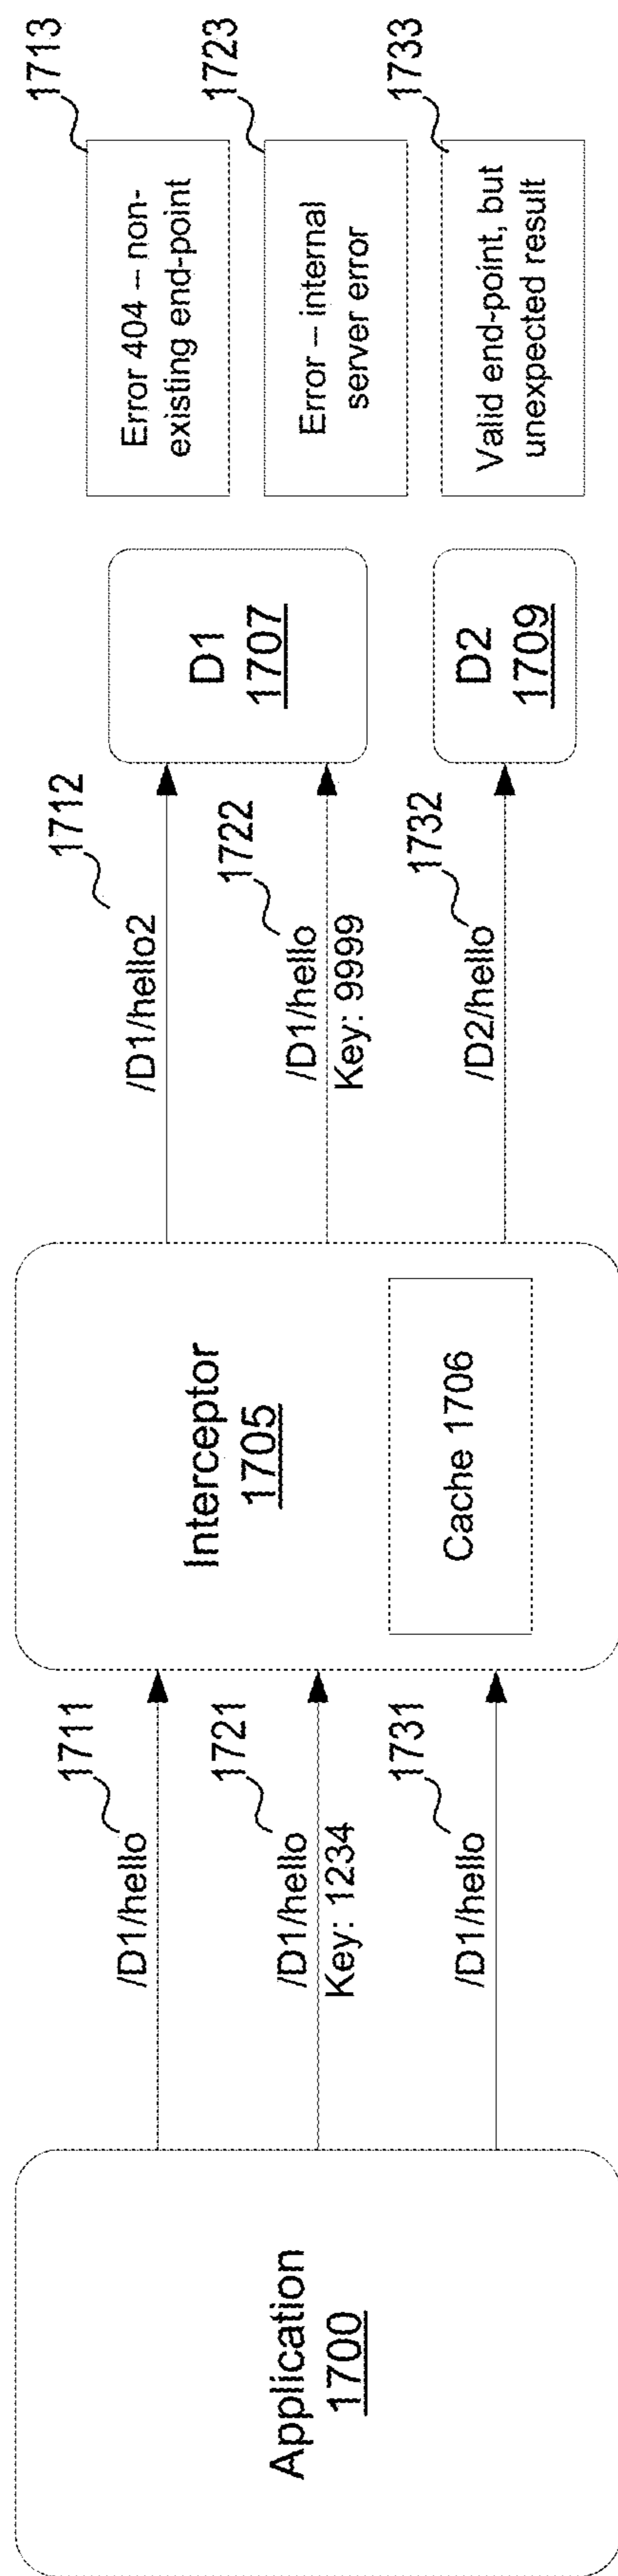 Application
1700
/D1/hello
1711
/D1/hello
Key: 1234
1721
/D1/hello
1731
Interceptor
1705
Cache 1706
/D1/hello2
1712
/D1/hello
Key: 9999
1722
/D2/hello
1732
D1
1707
D2
1709
Error 404 – non-
existing end-point
1713
Error – internal
server error
1723
Valid end-point, but
unexpected result
1733